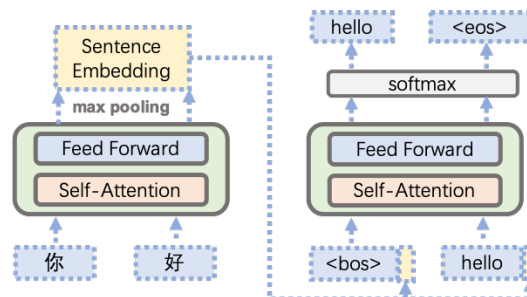 Sentence
Embedding
max pooling
Feed Forward
Self-Attention
你
好
hello
<eos>
softmax
Feed Forward
Self-Attention
<bos>
hello